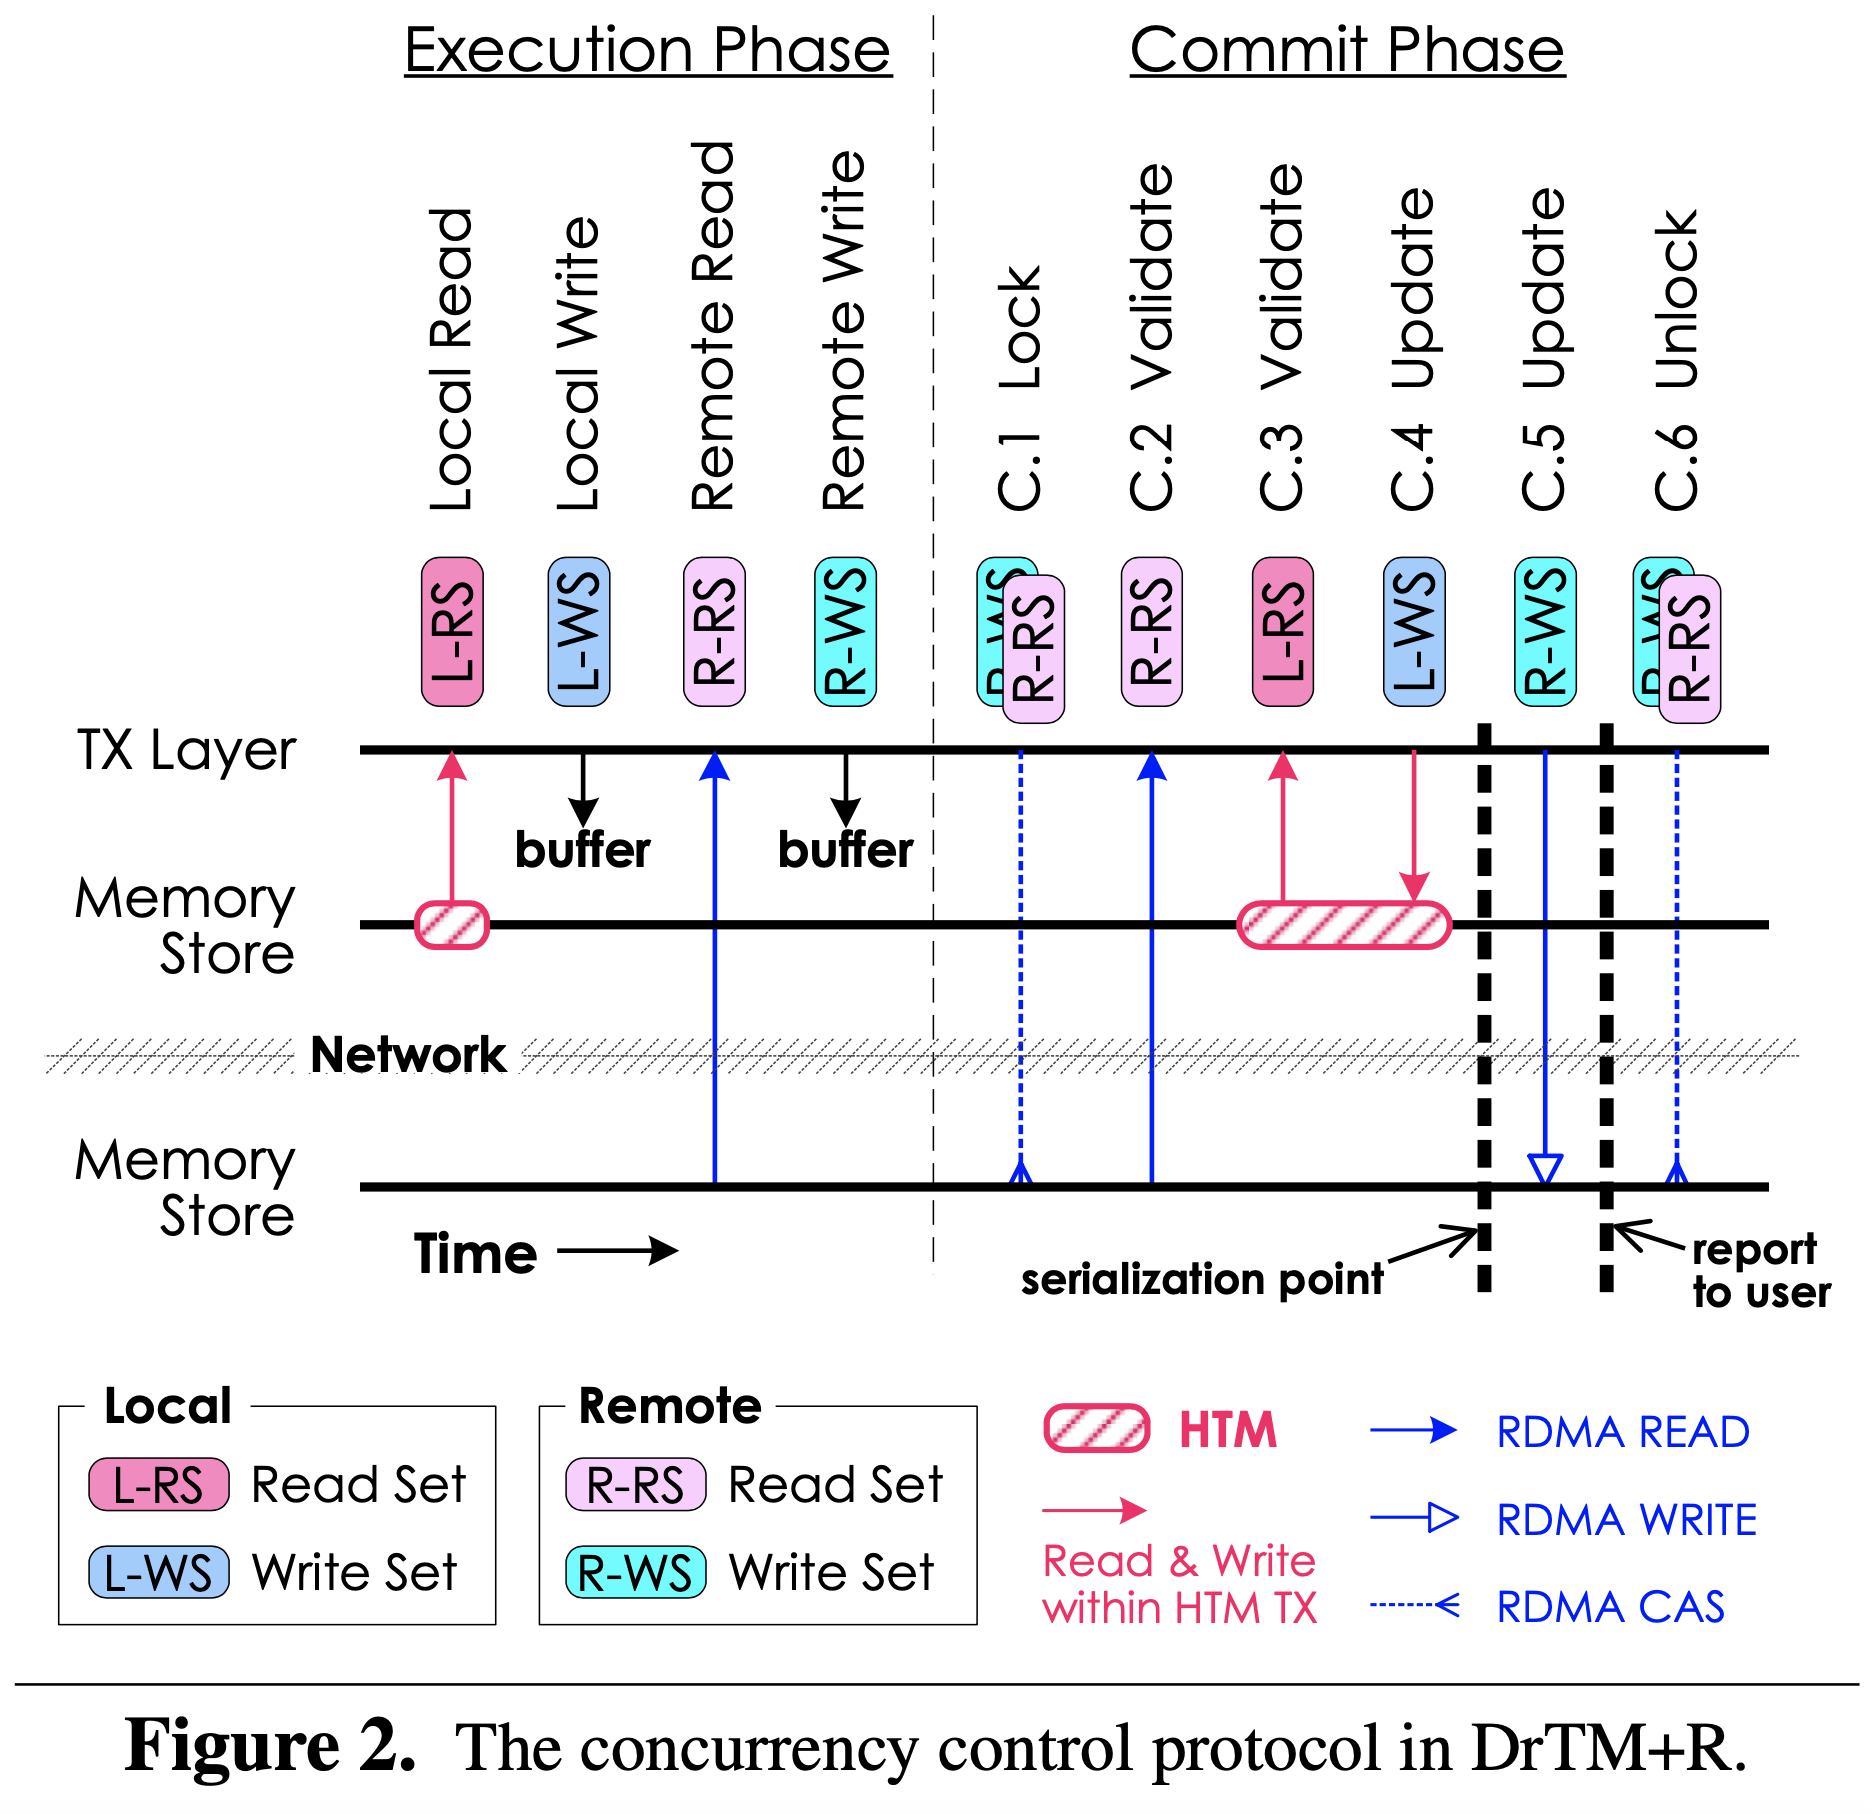 Execution Phase
Commit Phase
Local Read
Local Write
Remote Read
Remote Write
C.1 Lock
C.2 Validate
C.3 Validate
C.4 Update
C.5 Update
C.6 Unlock
L-RS
L-WS
R-RS
R-WS
R-WS
R-RS
R-RS
L-RS
L-WS
R-WS
R-WS
R-RS
TX Layer
buffer
buffer
Memory
Store
Network
Memory
Store
Time
serialization point
report
to user
Local
L-RS Read Set
L-WS Write Set
Remote
R-RS Read Set
R-WS Write Set
HTM
Read & Write
within HTM TX
RDMA READ
RDMA WRITE
RDMA CAS
Figure 2. The concurrency control protocol in DrTM+R.